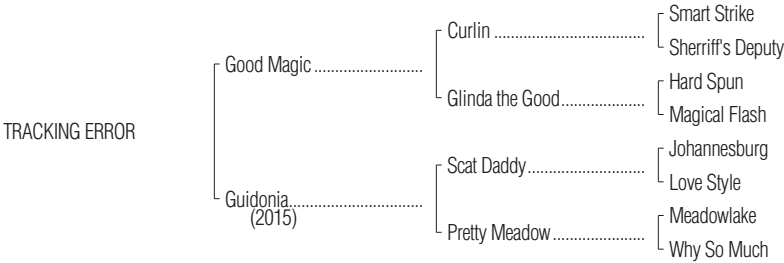 Smart Strike
Curlin
Sherriff's Deputy
Good Magic
Hard Spun
Glinda the Good
Magical Flash
TRACKING ERROR
Johannesburg
Scat Daddy
Love Style
Guidonia
(2015)
Meadowlake
Pretty Meadow
Why So Much